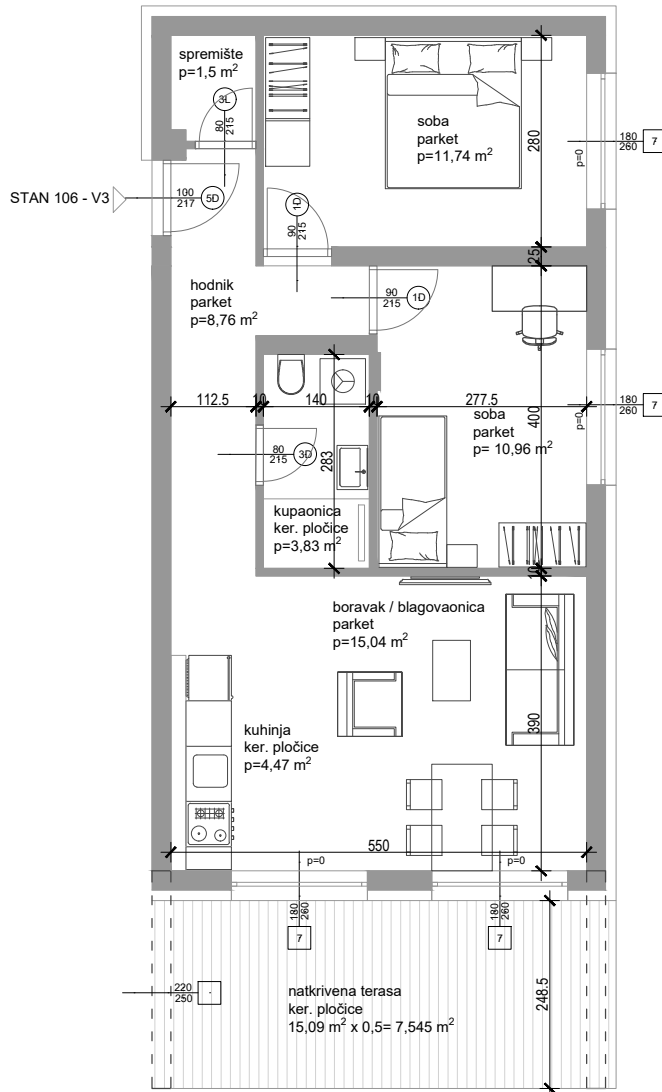 spremište
p=1,5 m²
3L
80
215
soba
parket
p=11,74 m²
280
180
260
7
p=0
STAN 106 - V3
100
217
5D
1D
90
215
25
hodnik
parket
p=8,76 m²
90
215
1D
112.5
10
140
10
277.5
400
180
260
7
p=0
soba
parket
p= 10,96 m²
80
215
3D
283
kupaonica
ker. pločice
p=3,83 m²
10
boravak / blagovaonica
parket
p=15,04 m²
kuhinja
ker. pločice
p=4,47 m²
390
550
p=0
p=0
180
260
7
180
260
7
220
250
-
natkrivena terasa
ker. pločice
15,09 m² x 0,5= 7,545 m²
248.5